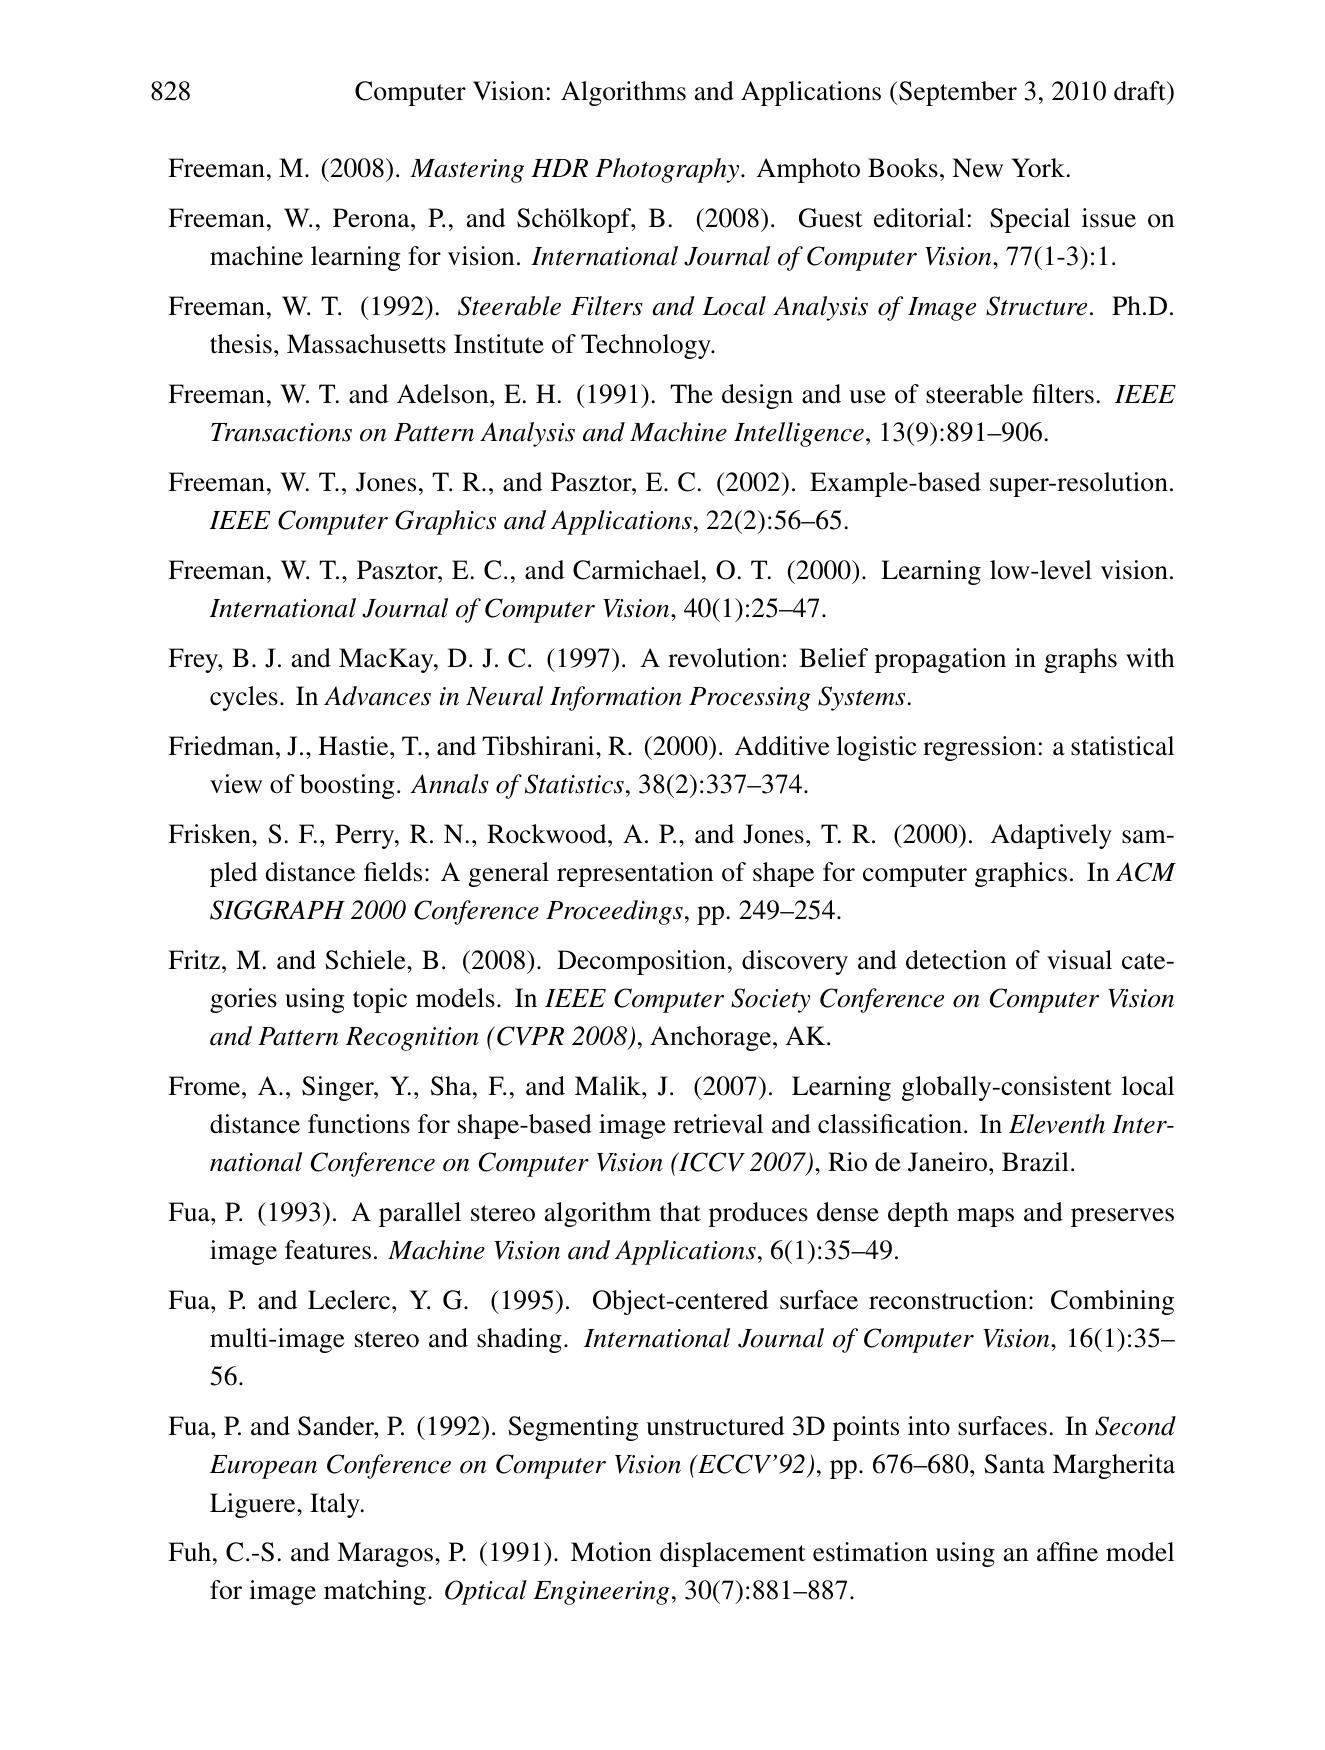 828 Computer Vision: Algorithms and Applications (September 3, 2010 draft)
Freeman, M. (2008). Mastering HDR Photography. Amphoto Books, New York.
Freeman, W., Perona, P., and Schölkopf, B. (2008). Guest editorial: Special issue on
machine learning for vision. International Journal of Computer Vision, 77(1-3):1.
Freeman, W. T. (1992). Steerable Filters and Local Analysis of Image Structure. Ph.D.
thesis, Massachusetts Institute of Technology.
Freeman, W. T. and Adelson, E. H. (1991). The design and use of steerable filters. IEEE
Transactions on Pattern Analysis and Machine Intelligence, 13(9):891–906.
Freeman, W. T., Jones, T. R., and Pasztor, E. C. (2002). Example-based super-resolution.
IEEE Computer Graphics and Applications, 22(2):56–65.
Freeman, W. T., Pasztor, E. C., and Carmichael, O. T. (2000). Learning low-level vision.
International Journal of Computer Vision, 40(1):25–47.
Frey, B. J. and MacKay, D. J. C. (1997). A revolution: Belief propagation in graphs with
cycles. In Advances in Neural Information Processing Systems.
Friedman, J., Hastie, T., and Tibshirani, R. (2000). Additive logistic regression: a statistical
view of boosting. Annals of Statistics, 38(2):337–374.
Frisken, S. F., Perry, R. N., Rockwood, A. P., and Jones, T. R. (2000). Adaptively sam-
pled distance fields: A general representation of shape for computer graphics. In ACM
SIGGRAPH 2000 Conference Proceedings, pp. 249–254.
Fritz, M. and Schiele, B. (2008). Decomposition, discovery and detection of visual cate-
gories using topic models. In IEEE Computer Society Conference on Computer Vision
and Pattern Recognition (CVPR 2008), Anchorage, AK.
Frome, A., Singer, Y., Sha, F., and Malik, J. (2007). Learning globally-consistent local
distance functions for shape-based image retrieval and classification. In Eleventh Inter-
national Conference on Computer Vision (ICCV 2007), Rio de Janeiro, Brazil.
Fua, P. (1993). A parallel stereo algorithm that produces dense depth maps and preserves
image features. Machine Vision and Applications, 6(1):35–49.
Fua, P. and Leclerc, Y. G. (1995). Object-centered surface reconstruction: Combining
multi-image stereo and shading. International Journal of Computer Vision, 16(1):35–
56.
Fua, P. and Sander, P. (1992). Segmenting unstructured 3D points into surfaces. In Second
European Conference on Computer Vision (ECCV’92), pp. 676–680, Santa Margherita
Liguere, Italy.
Fuh, C.-S. and Maragos, P. (1991). Motion displacement estimation using an affine model
for image matching. Optical Engineering, 30(7):881–887.